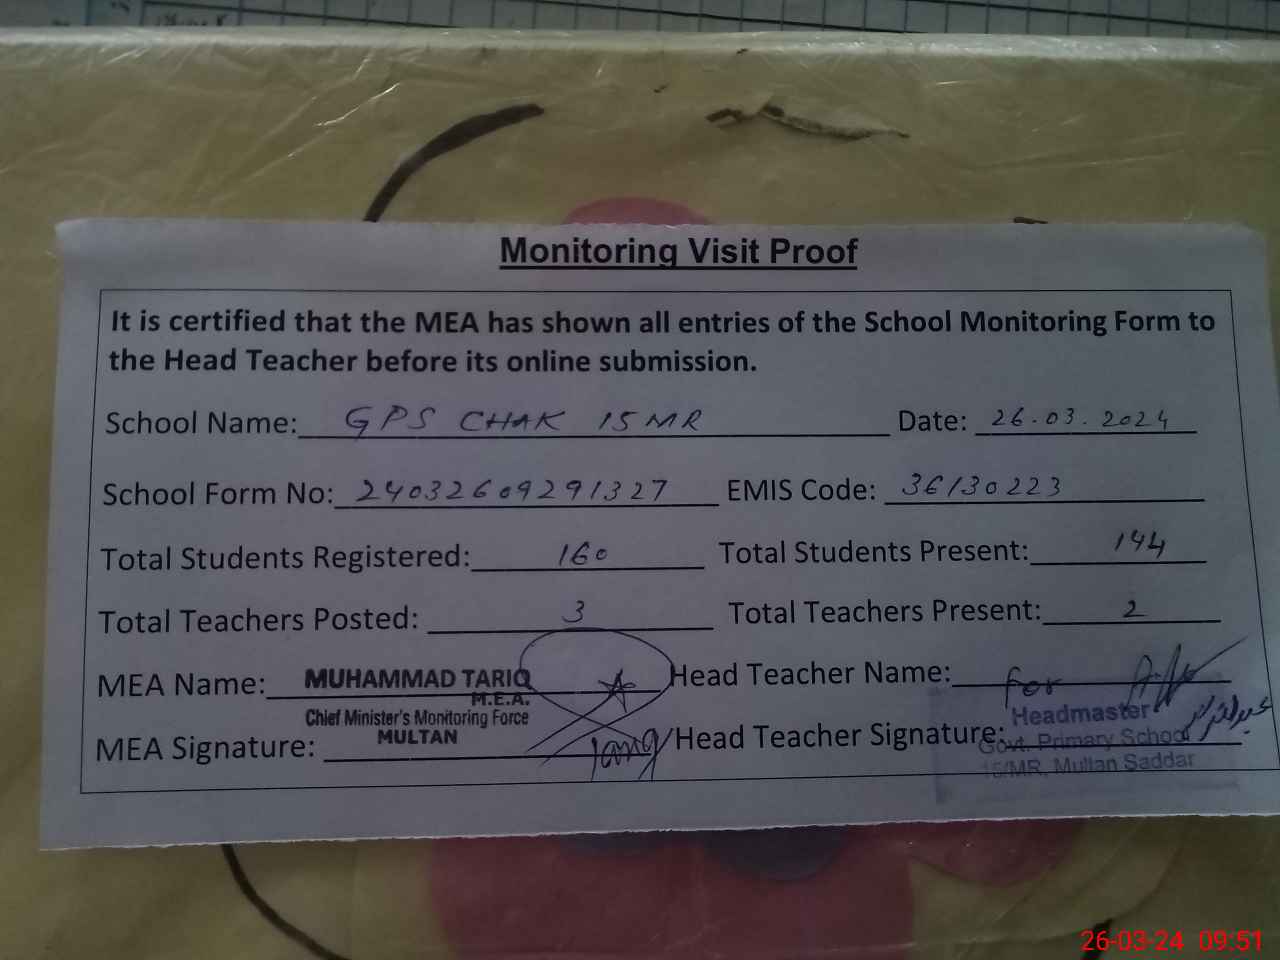 Monitoring Visit Proof
It is certified that the MEA has shown all entries of the School Monitoring Form to
the Head Teacher before its online submission.
School Name: GPS CHAK 15 MR Date: 26.03.2024
School Form No: 24032609291327 EMIS Code: 36130223
Total Students Registered: 160 Total Students Present: 144
Total Teachers Posted: 3 Total Teachers Present: 2
MEA Name: MUHAMMAD TARIQ Head Teacher Name: For
M.E.A.
Chief Minister's Monitoring Force
MULTAN
MEA Signature: Head Teacher Signature:
Headmaster
Govt. Primary School
15/MR, Multan Saddar
26-03-24 09:51